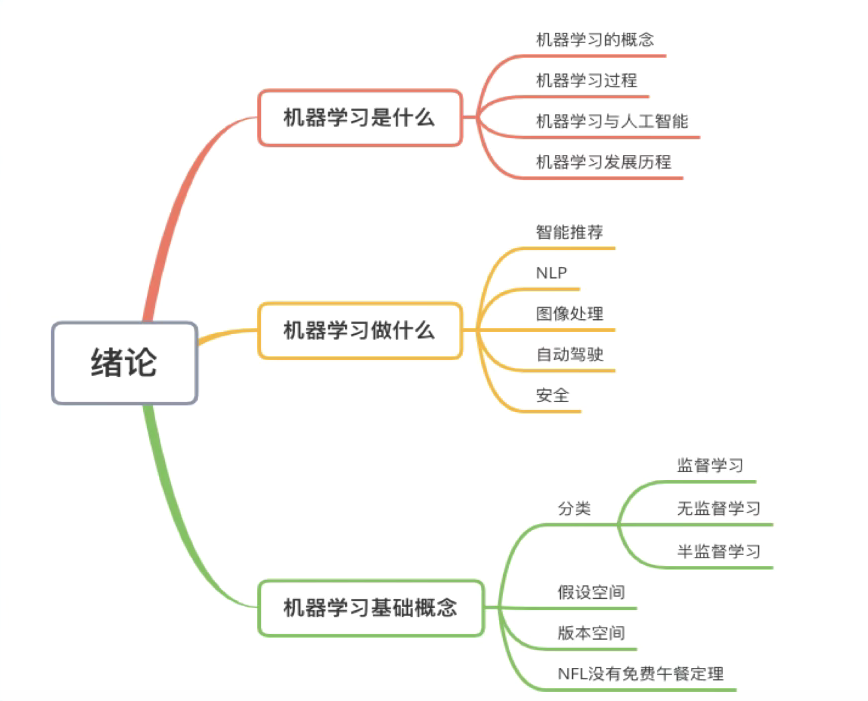 绪论
机器学习是什么
机器学习的概念
机器学习过程
机器学习与人工智能
机器学习发展历程
机器学习做什么
智能推荐
NLP
图像处理
自动驾驶
安全
机器学习基础概念
分类
监督学习
无监督学习
半监督学习
假设空间
版本空间
NFL没有免费午餐定理